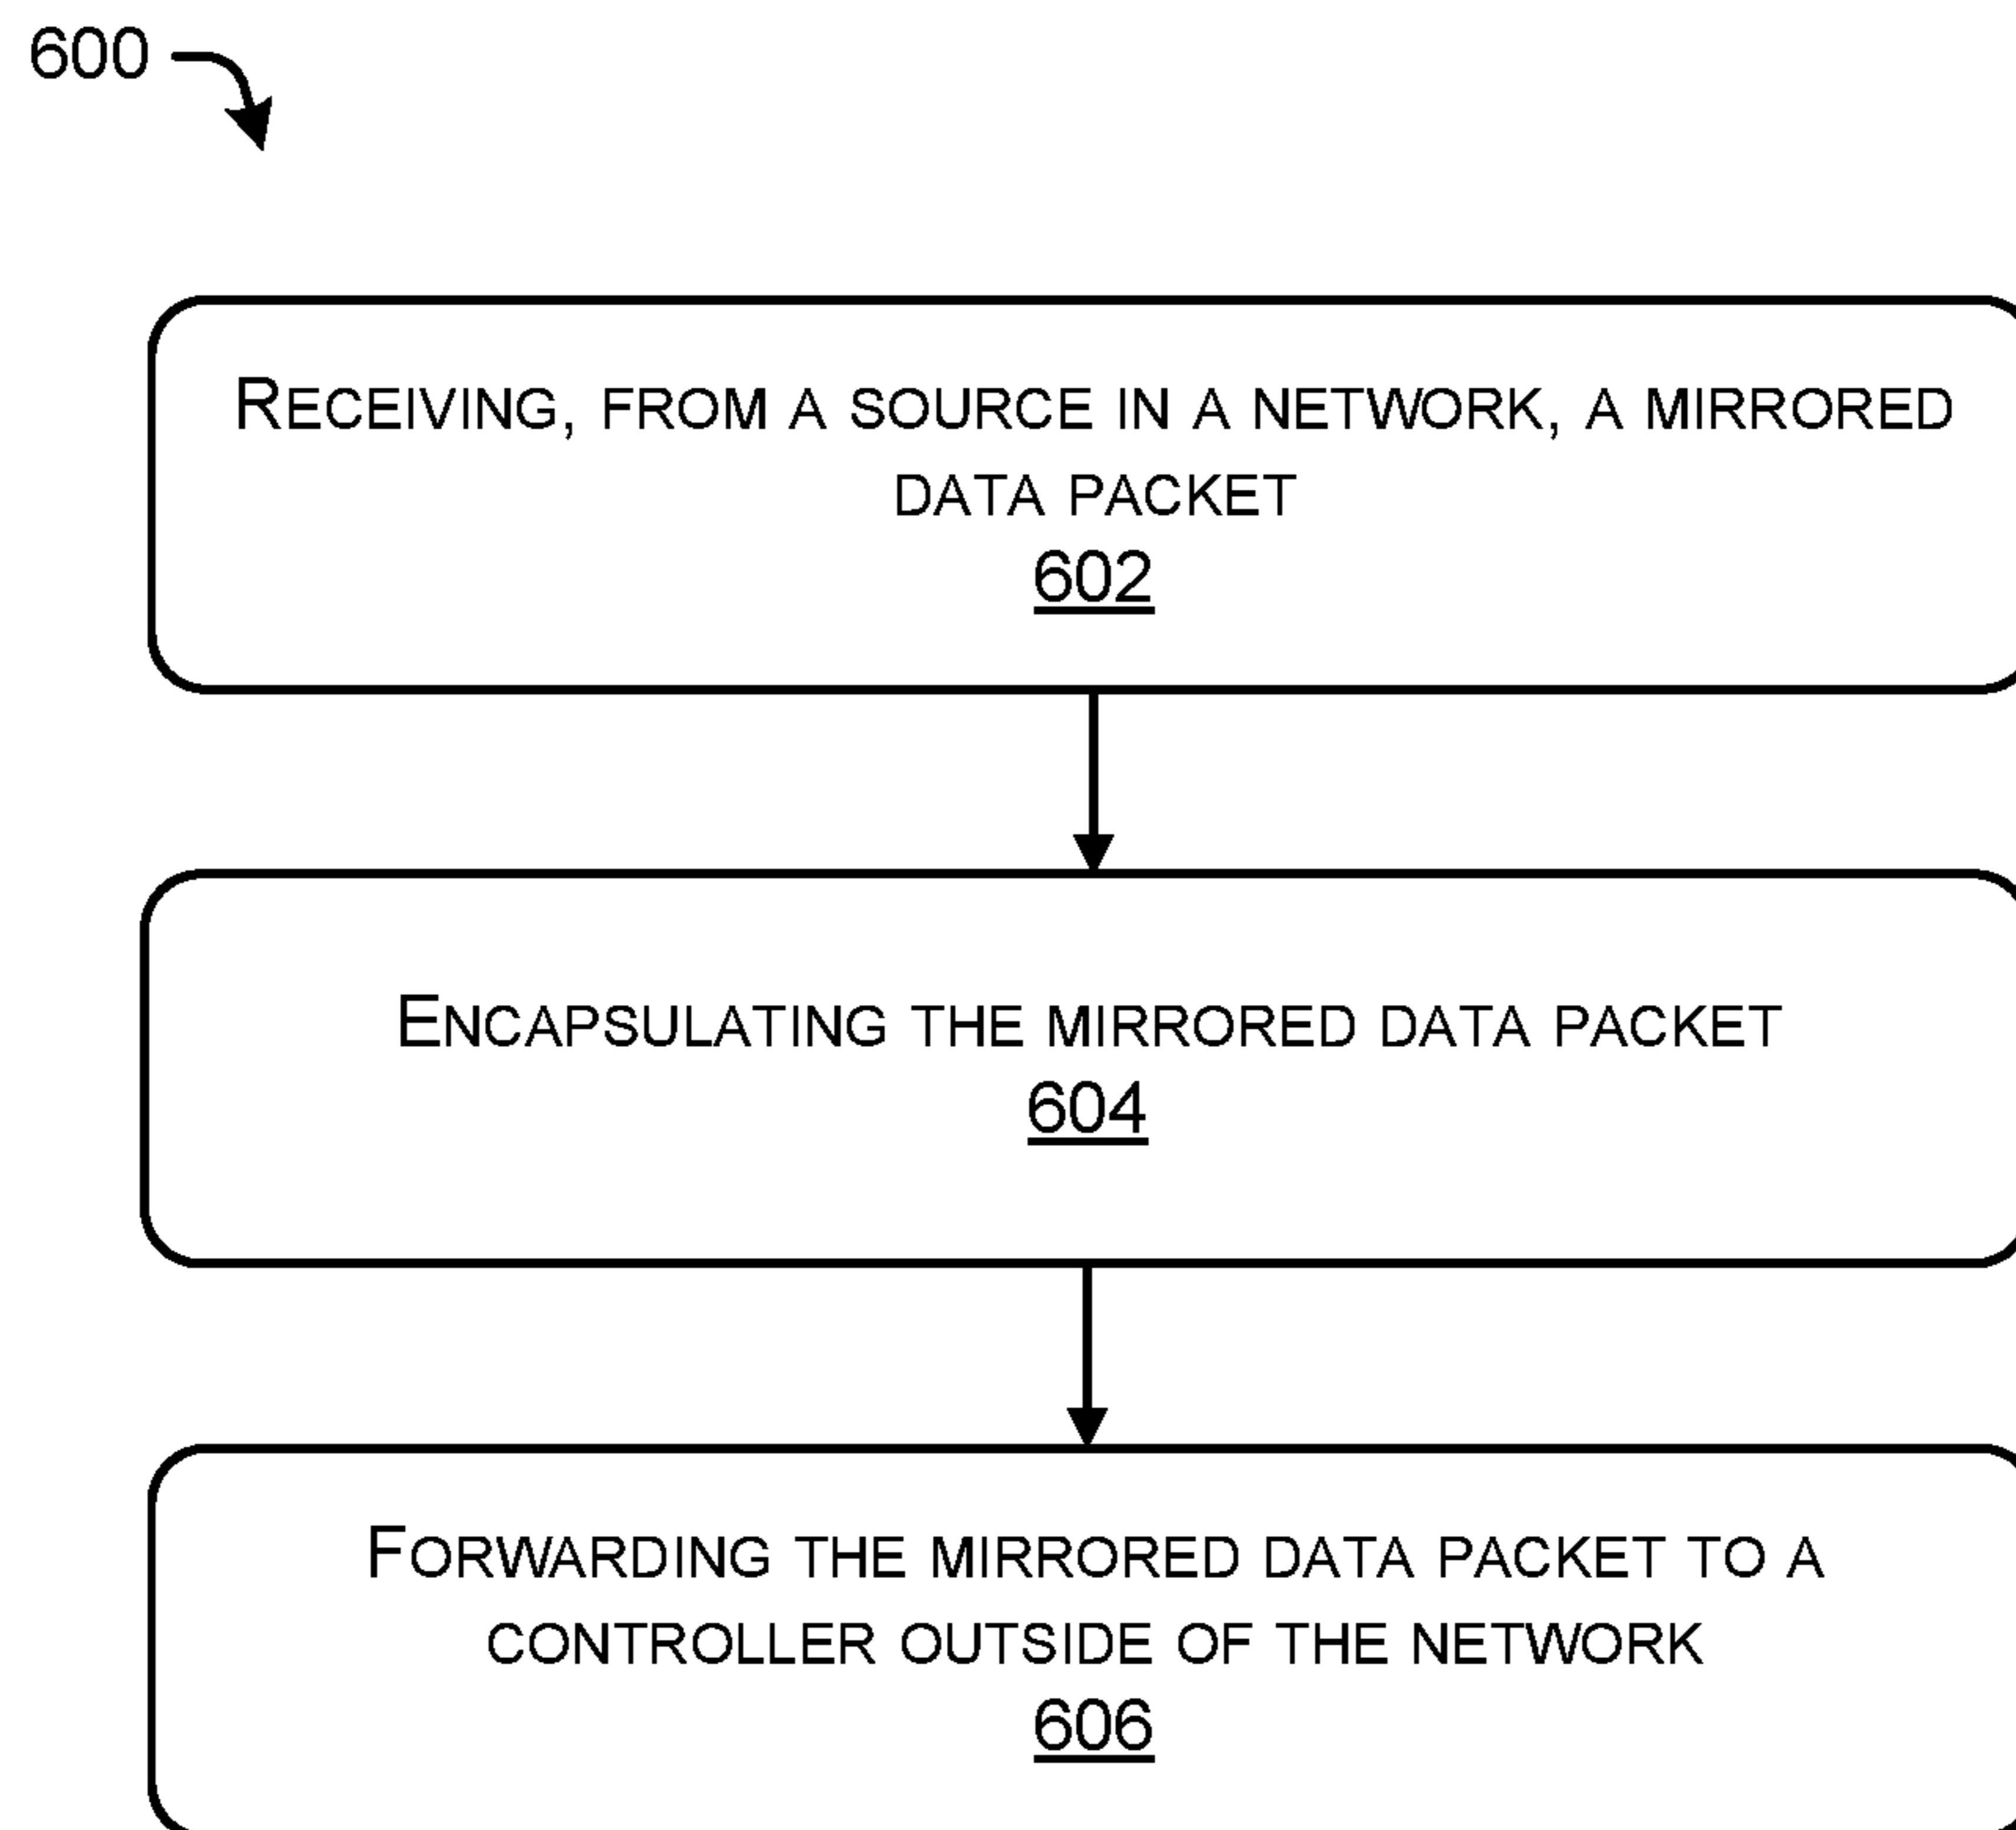 600
RECEIVING, FROM A SOURCE IN A NETWORK, A MIRRORED
DATA PACKET
602
ENCAPSULATING THE MIRRORED DATA PACKET
604
FORWARDING THE MIRRORED DATA PACKET TO A
CONTROLLER OUTSIDE OF THE NETWORK
606